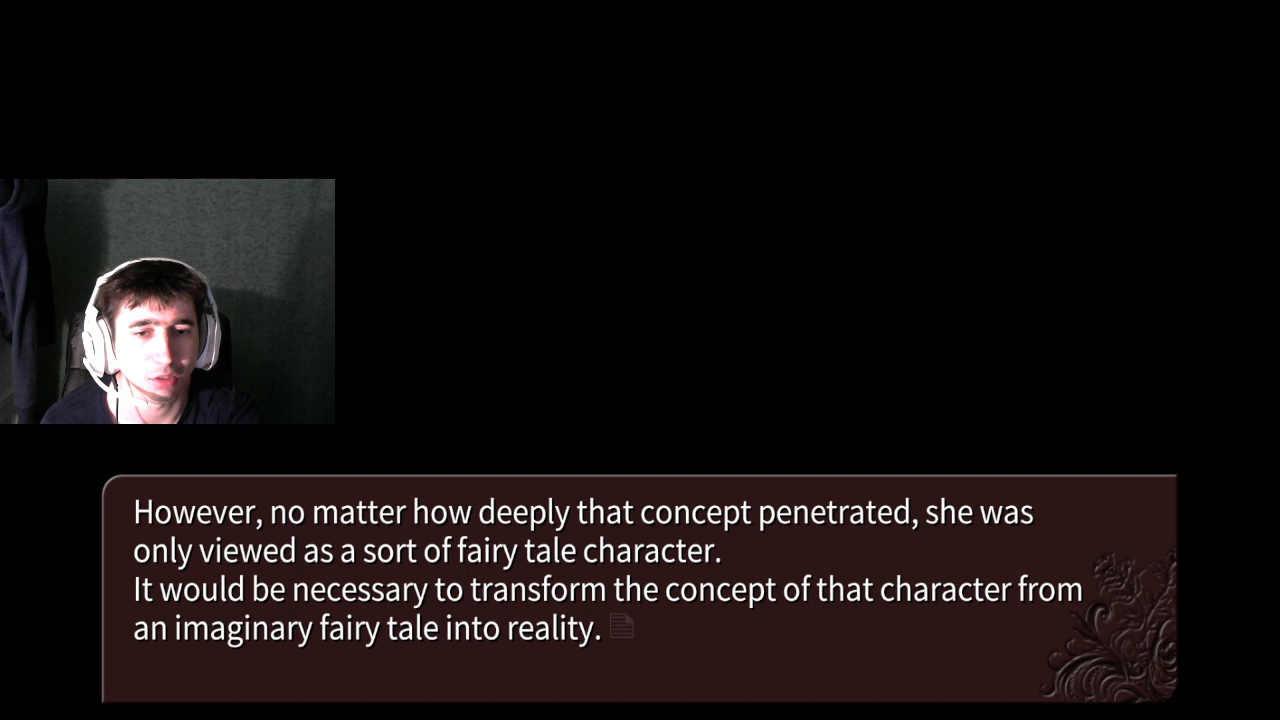 However, no matter how deeply that concept penetrated, she was
only viewed as a sort of fairy tale character.
It would be necessary to transform the concept of that character from
an imaginary fairy tale into reality.